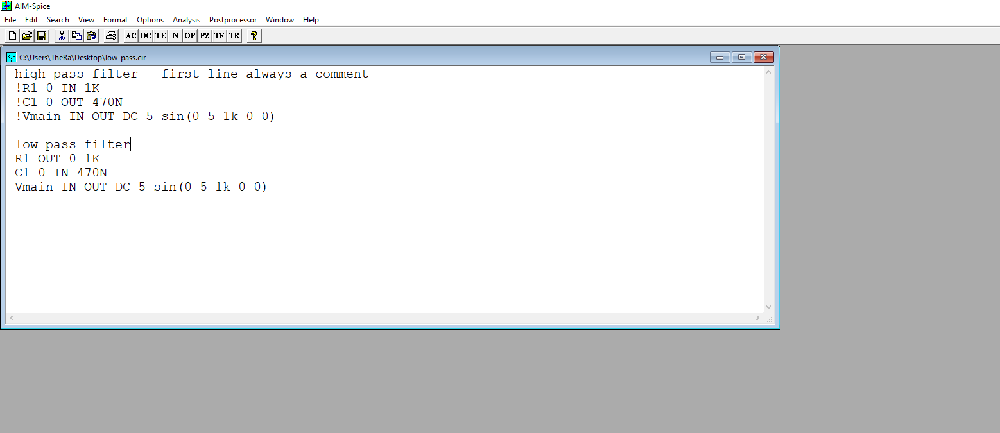 AIM-Spice
File Edit Search View Format Options Analysis Postprocessor Window Help
AC DC TE N OP PZ TF TR ?
C:\Users\TheRa\Desktop\low-pass.cir
high pass filter - first line always a comment
!R1 0 IN 1K
!C1 0 OUT 470N
!Vmain IN OUT DC 5 sin(0 5 1k 0 0)
low pass filter
R1 OUT 0 1K
C1 0 IN 470N
Vmain IN OUT DC 5 sin(0 5 1k 0 0)